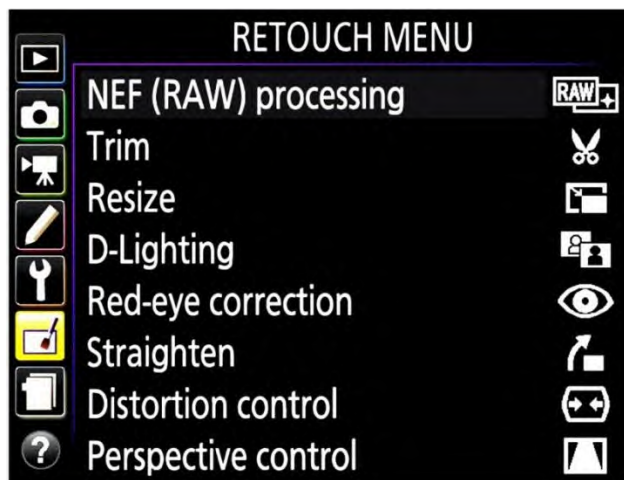 RETOUCH MENU
NEF (RAW) processing
RAW
Trim
Resize
D-Lighting
Red-eye correction
Straighten
Distortion control
Perspective control
?